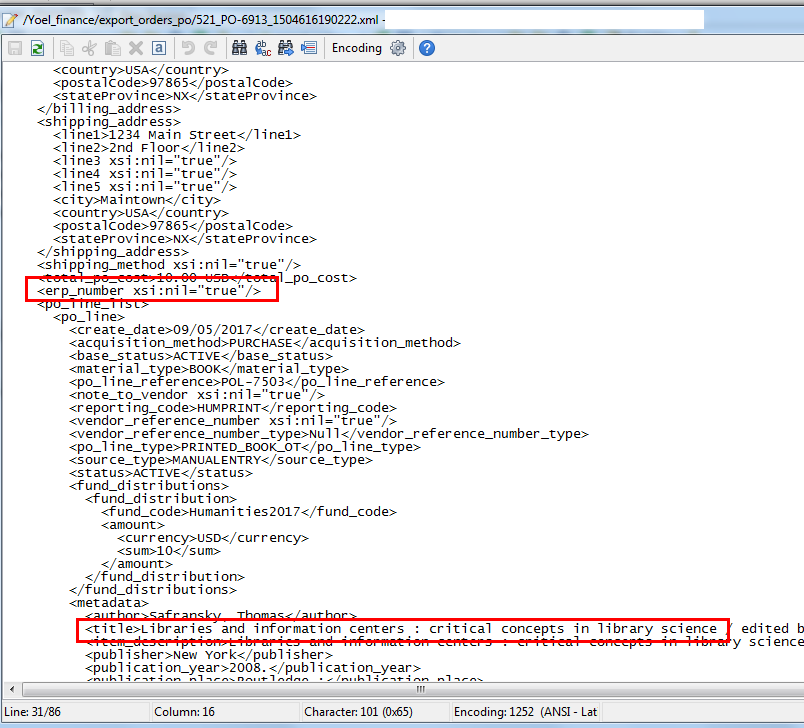 /Yoel_finance/export_orders_po/521_PO-6913_1504616190222.xml -
Encoding
<country>USA</country>
<postalCode>97865</postalCode>
<stateProvince>NX</stateProvince>
</billing_address>
<shipping_address>
<line1>1234 Main Street</line1>
<line2>2nd Floor</line2>
<line3 xsi:nil="true"/>
<line4 xsi:nil="true"/>
<line5 xsi:nil="true"/>
<city>Maintown</city>
<country>USA</country>
<postalCode>97865</postalCode>
<stateProvince>NX</stateProvince>
</shipping_address>
<shipping_method xsi:nil="true"/>
<total_po_cost>10.00 USD</total_po_cost>
<erp_number xsi:nil="true"/>
<po_line_list>
<po_line>
<create_date>09/05/2017</create_date>
<acquisition_method>PURCHASE</acquisition_method>
<base_status>ACTIVE</base_status>
<material_type>BOOK</material_type>
<po_line_reference>POL-7503</po_line_reference>
<note_to_vendor xsi:nil="true"/>
<reporting_code>HUMPRINT</reporting_code>
<vendor_reference_number xsi:nil="true"/>
<vendor_reference_number_type>Null</vendor_reference_number_type>
<po_line_type>PRINTED_BOOK_OT</po_line_type>
<source_type>MANUALENTRY</source_type>
<status>ACTIVE</status>
<fund_distributions>
<fund_distribution>
<fund_code>Humanities2017</fund_code>
<amount>
<currency>USD</currency>
<sum>10</sum>
</amount>
</fund_distribution>
</fund_distributions>
<metadata>
<author>Safransky, Thomas</author>
<title>Libraries and information centers : critical concepts in library science / edited b
<item_description>Libraries and information centers : critical concepts in library science
<publisher>New York</publisher>
<publication_year>2008.</publication_year>
<publication_place>Routledge :</publication_place>
Line: 31/86 Column: 16 Character: 101 (0x65) Encoding: 1252 (ANSI - Lat